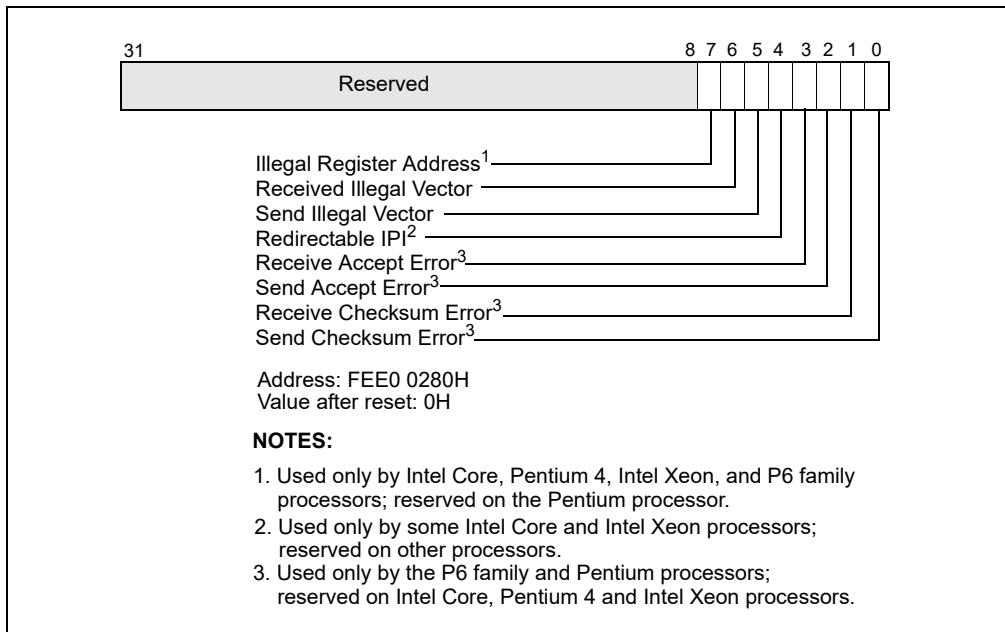 31 8 7 6 5 4 3 2 1 0
Reserved
Illegal Register Address1
Received Illegal Vector
Send Illegal Vector
Redirectable IPI2
Receive Accept Error3
Send Accept Error3
Receive Checksum Error3
Send Checksum Error3
Address: FEE0 0280H
Value after reset: 0H
NOTES:
1. Used only by Intel Core, Pentium 4, Intel Xeon, and P6 family
processors; reserved on the Pentium processor.
2. Used only by some Intel Core and Intel Xeon processors;
reserved on other processors.
3. Used only by the P6 family and Pentium processors;
reserved on Intel Core, Pentium 4 and Intel Xeon processors.